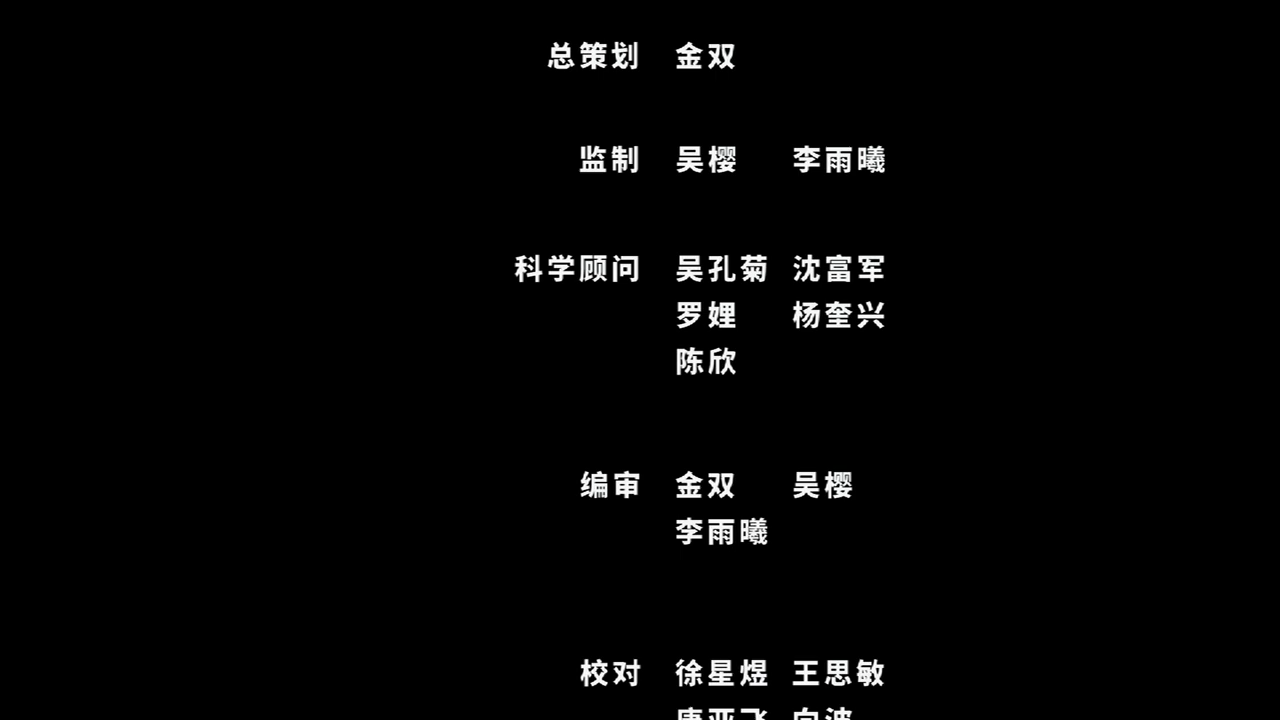 总策划 金双
监制 吴樱 李雨曦
科学顾问 吴孔菊 沈富军
罗娌 杨奎兴
陈欣
编审 金双 吴樱
李雨曦
校对 徐星煜 王思敏